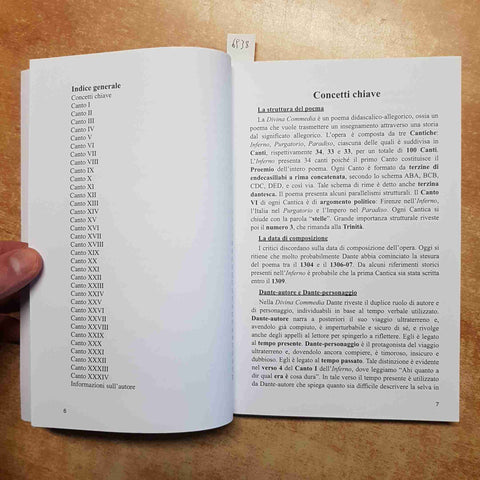 6538
Indice generale
Concetti chiave
Canto I
Canto II
Canto III
Canto IV
Canto V
Canto VI
Canto VII
Canto VIII
Canto IX
Canto X
Canto XI
Canto XII
Canto XIII
Canto XIV
Canto XV
Canto XVI
Canto XVII
Canto XVIII
Canto XIX
Canto XX
Canto XXI
Canto XXII
Canto XXIII
Canto XXIV
Canto XXV
Canto XXVI
Canto XXVII
Canto XXVIII
Canto XXIX
Canto XXX
Canto XXXI
Canto XXXII
Canto XXXIII
Canto XXXIV
Informazioni sull'autore
6
Concetti chiave
La struttura del poema
La Divina Commedia è un poema didascalico-allegorico, ossia un
poema che vuole trasmettere un insegnamento attraverso una storia
dal significato allegorico. L'opera è composta da tre Cantiche:
Inferno, Purgatorio, Paradiso, ciascuna delle quali è suddivisa in
Canti, rispettivamente 34, 33 e 33, per un totale di 100 Canti.
L'Inferno presenta 34 canti poiché il primo Canto costituisce il
Proemio dell'intero poema. Ogni Canto è formato da terzine di
endecasillabi a rima concatenata, secondo lo schema ABA, BCB,
CDC, DED, e così via. Tale schema di rime è detto anche terzina
dantesca. Il poema presenta alcuni parallelismi strutturali. Il Canto
VI di ogni Cantica è di argomento politico: Firenze nell'Inferno,
l'Italia nel Purgatorio e l'Impero nel Paradiso. Ogni Cantica si
chiude con la parola "stelle". Grande importanza strutturale riveste
poi il numero 3, che rimanda alla Trinità.
La data di composizione
I critici discordano sulla data di composizione dell'opera. Oggi si
ritiene che molto probabilmente Dante abbia cominciato la stesura
del poema tra il 1304 e il 1306-07. Da alcuni riferimenti storici
presenti nell'Inferno è probabile che la prima Cantica sia stata scritta
entro il 1309.
Dante-autore e Dante-personaggio
Nella Divina Commedia Dante riveste il duplice ruolo di autore e
di personaggio, individuabili in base al tempo verbale utilizzato.
Dante-autore narra a posteriori il suo viaggio ultraterreno e,
avendolo già compiuto, è imperturbabile e sicuro di sé, e rivolge
anche degli appelli al lettore per spingerlo a riflettere. Egli è legato
al tempo presente. Dante-personaggio è il protagonista del viaggio
ultraterreno e, dovendolo ancora compiere, è timoroso, insicuro e
dubbioso. Egli è legato al tempo passato. Tale distinzione è evidente
nel verso 4 del Canto I dell'Inferno, dove leggiamo "Ahi quanto a
dir qual era è cosa dura". In tale verso il tempo presente è utilizzato
da Dante-autore che spiega quanto sia difficile descrivere la selva in
7